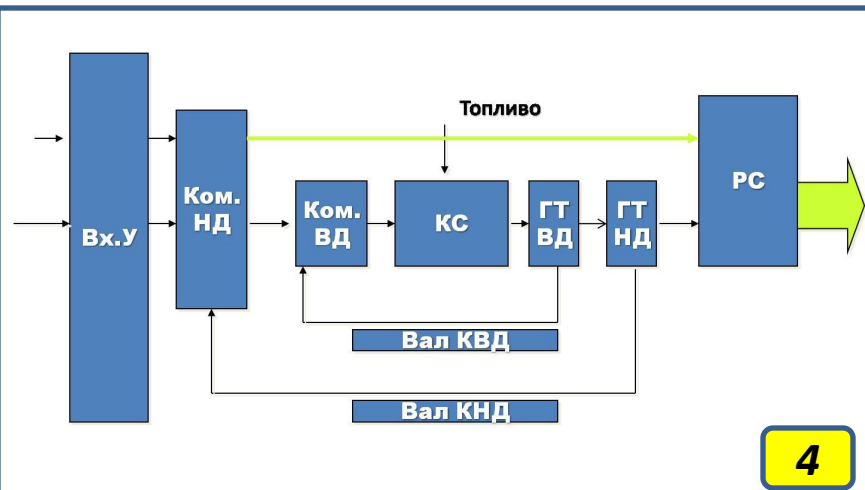 Топливо
Вх.У
Ком.
НД
Ком.
ВД
КС
ГТ
ВД
ГТ
НД
РС
Вал КВД
Вал КНД
4